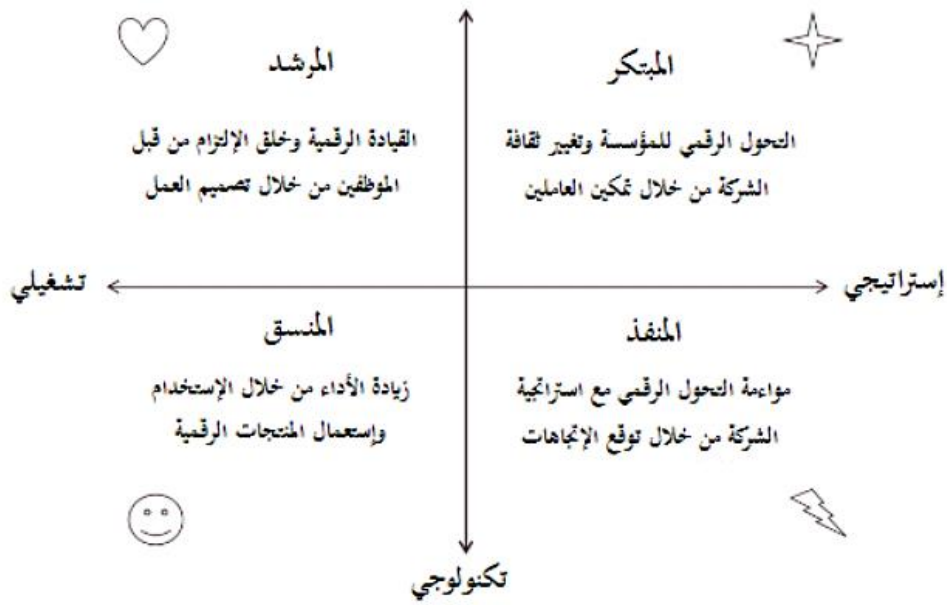 المبتكر
التحول الرقمي للمؤسسة وتغيير ثقافة
الشركة من خلال تمكين العاملين
المرشد
القيادة الرقمية وخلق الإلتزام من قبل
الموظفين من خلال تصميم العمل
إستراتيجي
تشغيلي
المنفذ
مواءمة التحول الرقمي مع استراتجية
الشركة من خلال توقع الإتجاهات
المنسق
زيادة الأداء من خلال الإستخدام
وإستعمال المنتجات الرقمية
تكنولوجي